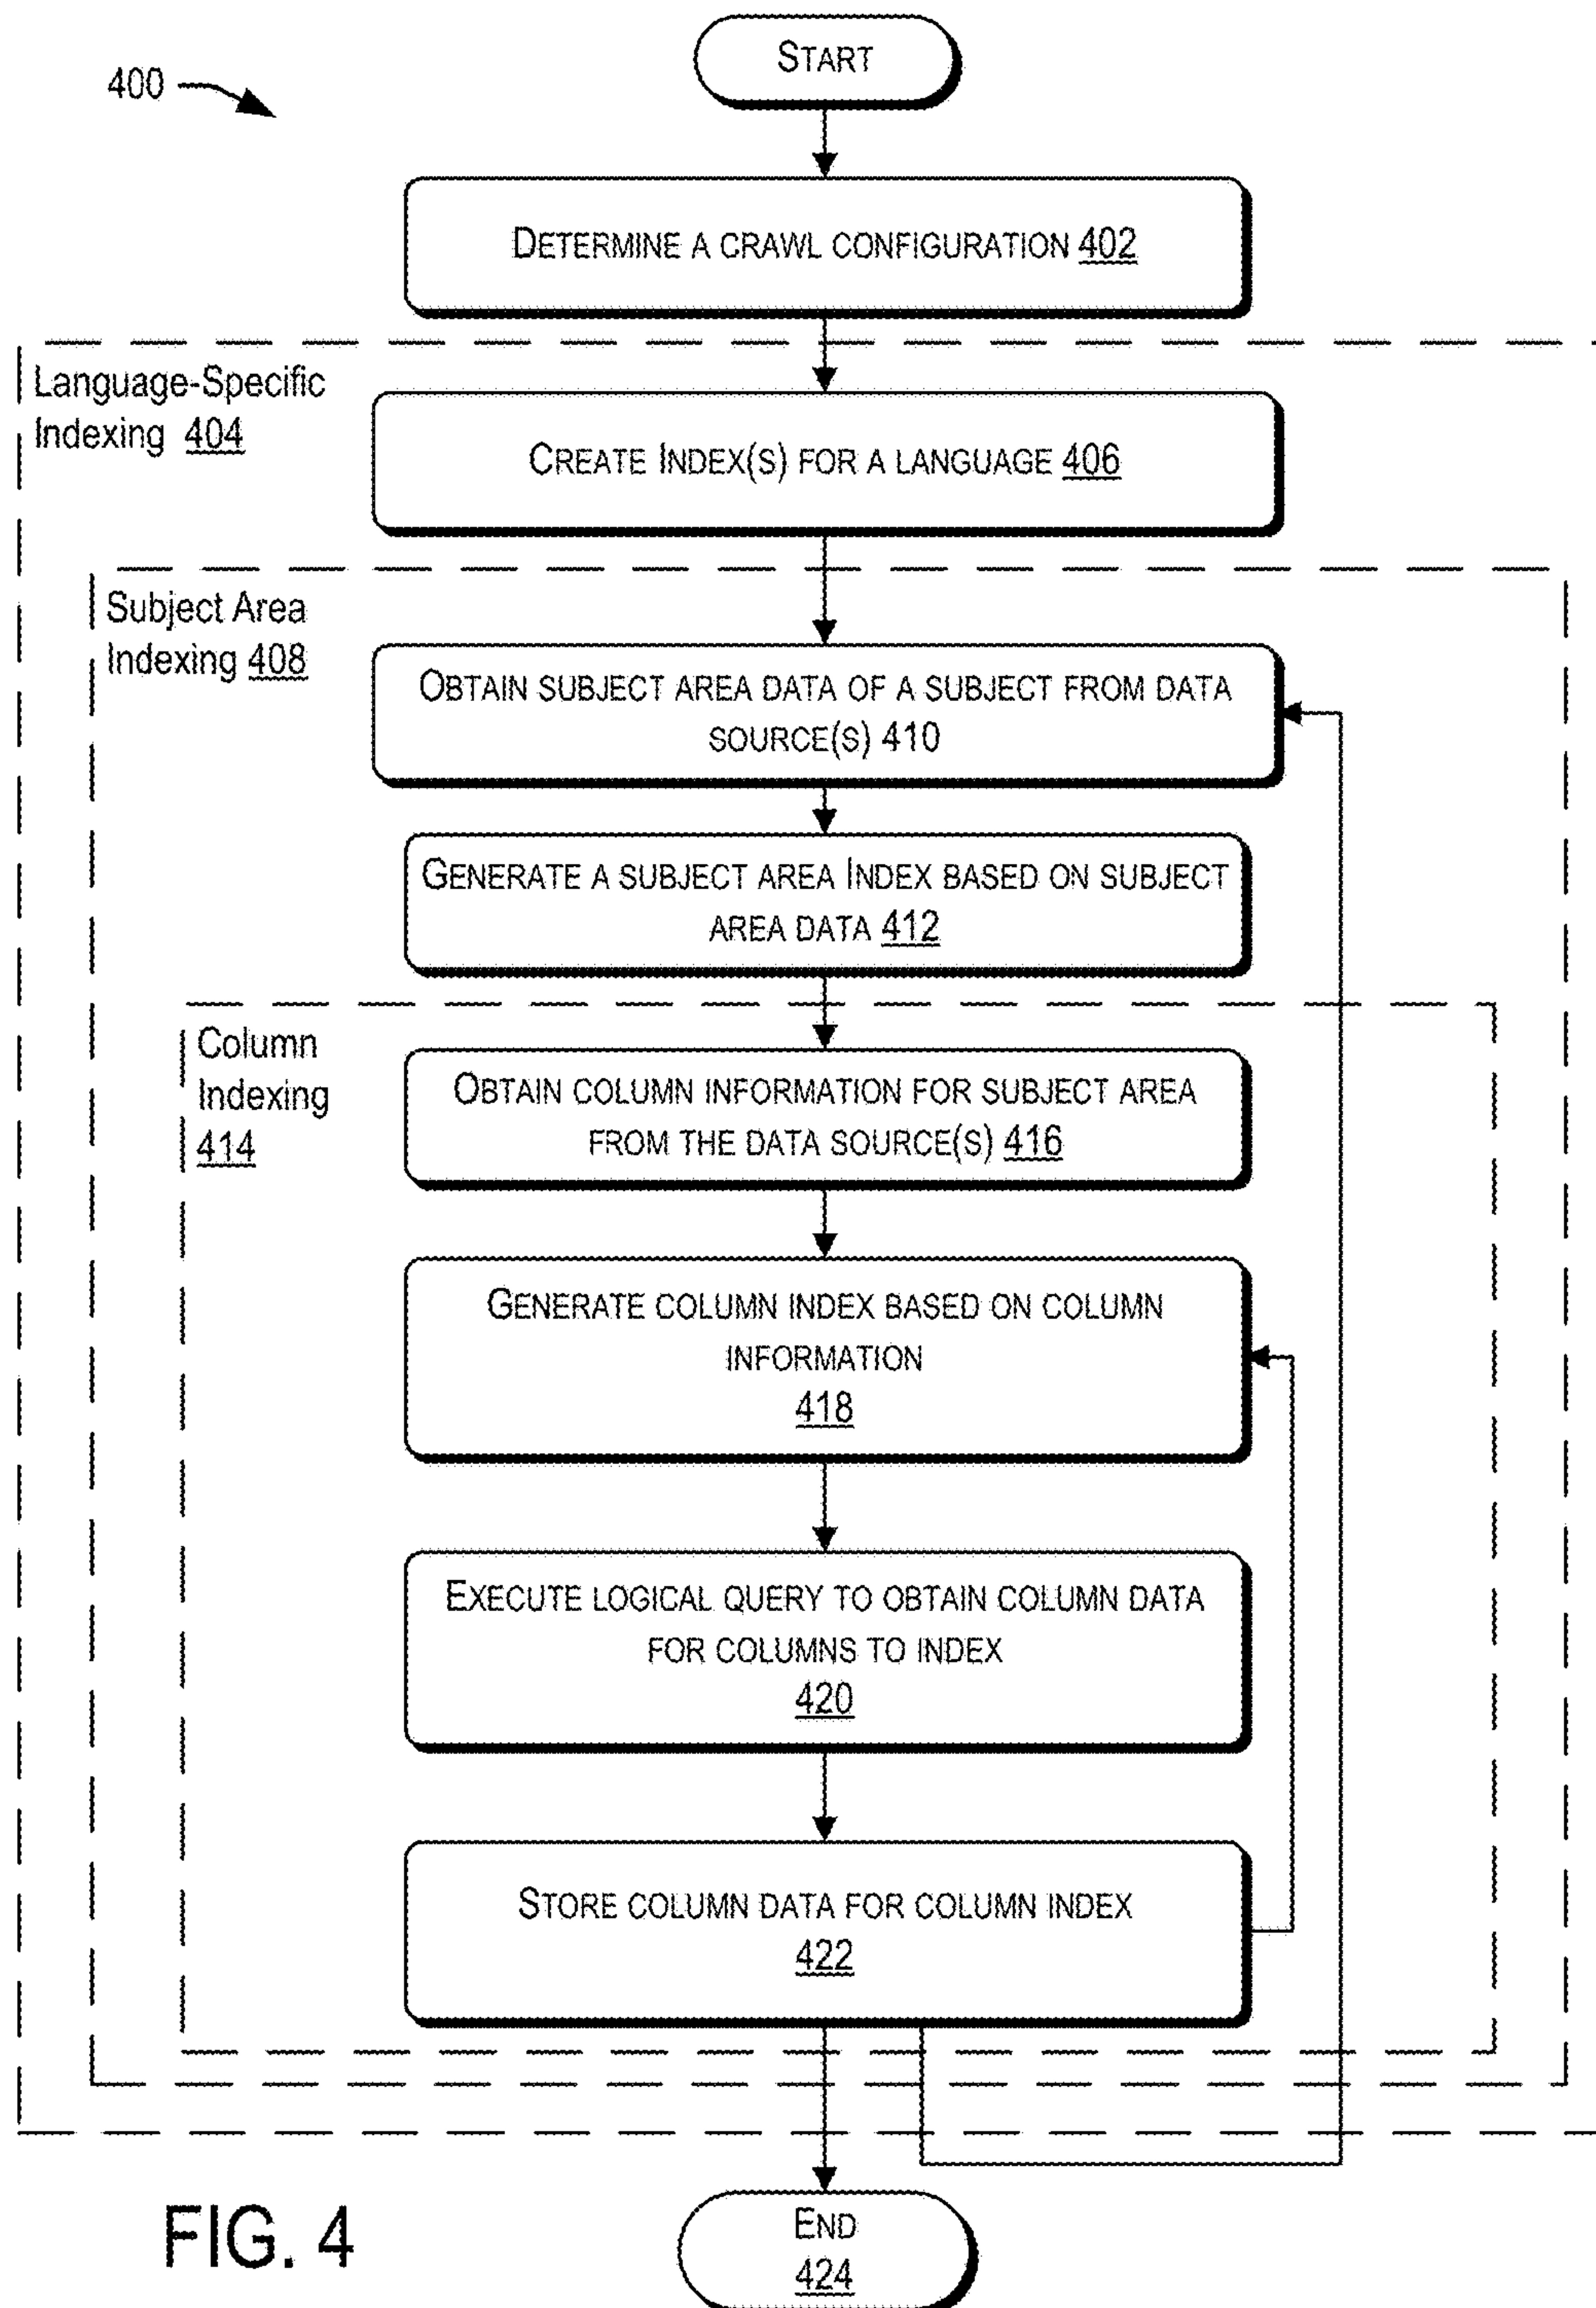 START
400
DETERMINE A CRAWL CONFIGURATION 402
Language-Specific
Indexing 404
CREATE INDEX(S) FOR A LANGUAGE 406
Subject Area
Indexing 408
OBTAIN SUBJECT AREA DATA OF A SUBJECT FROM DATA
SOURCE(S) 410
GENERATE A SUBJECT AREA INDEX BASED ON SUBJECT
AREA DATA 412
Column
Indexing
414
OBTAIN COLUMN INFORMATION FOR SUBJECT AREA
FROM THE DATA SOURCE(S) 416
GENERATE COLUMN INDEX BASED ON COLUMN
INFORMATION
418
EXECUTE LOGICAL QUERY TO OBTAIN COLUMN DATA
FOR COLUMNS TO INDEX
420
STORE COLUMN DATA FOR COLUMN INDEX
422
FIG. 4
END
424